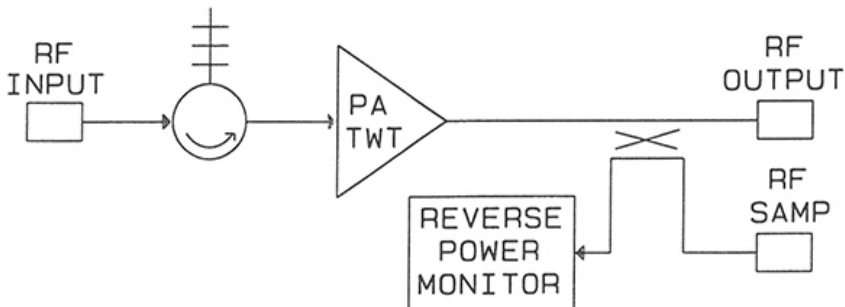 RF
INPUT
PA
TWT
RF
OUTPUT
RF
SAMP
REVERSE
POWER
MONITOR